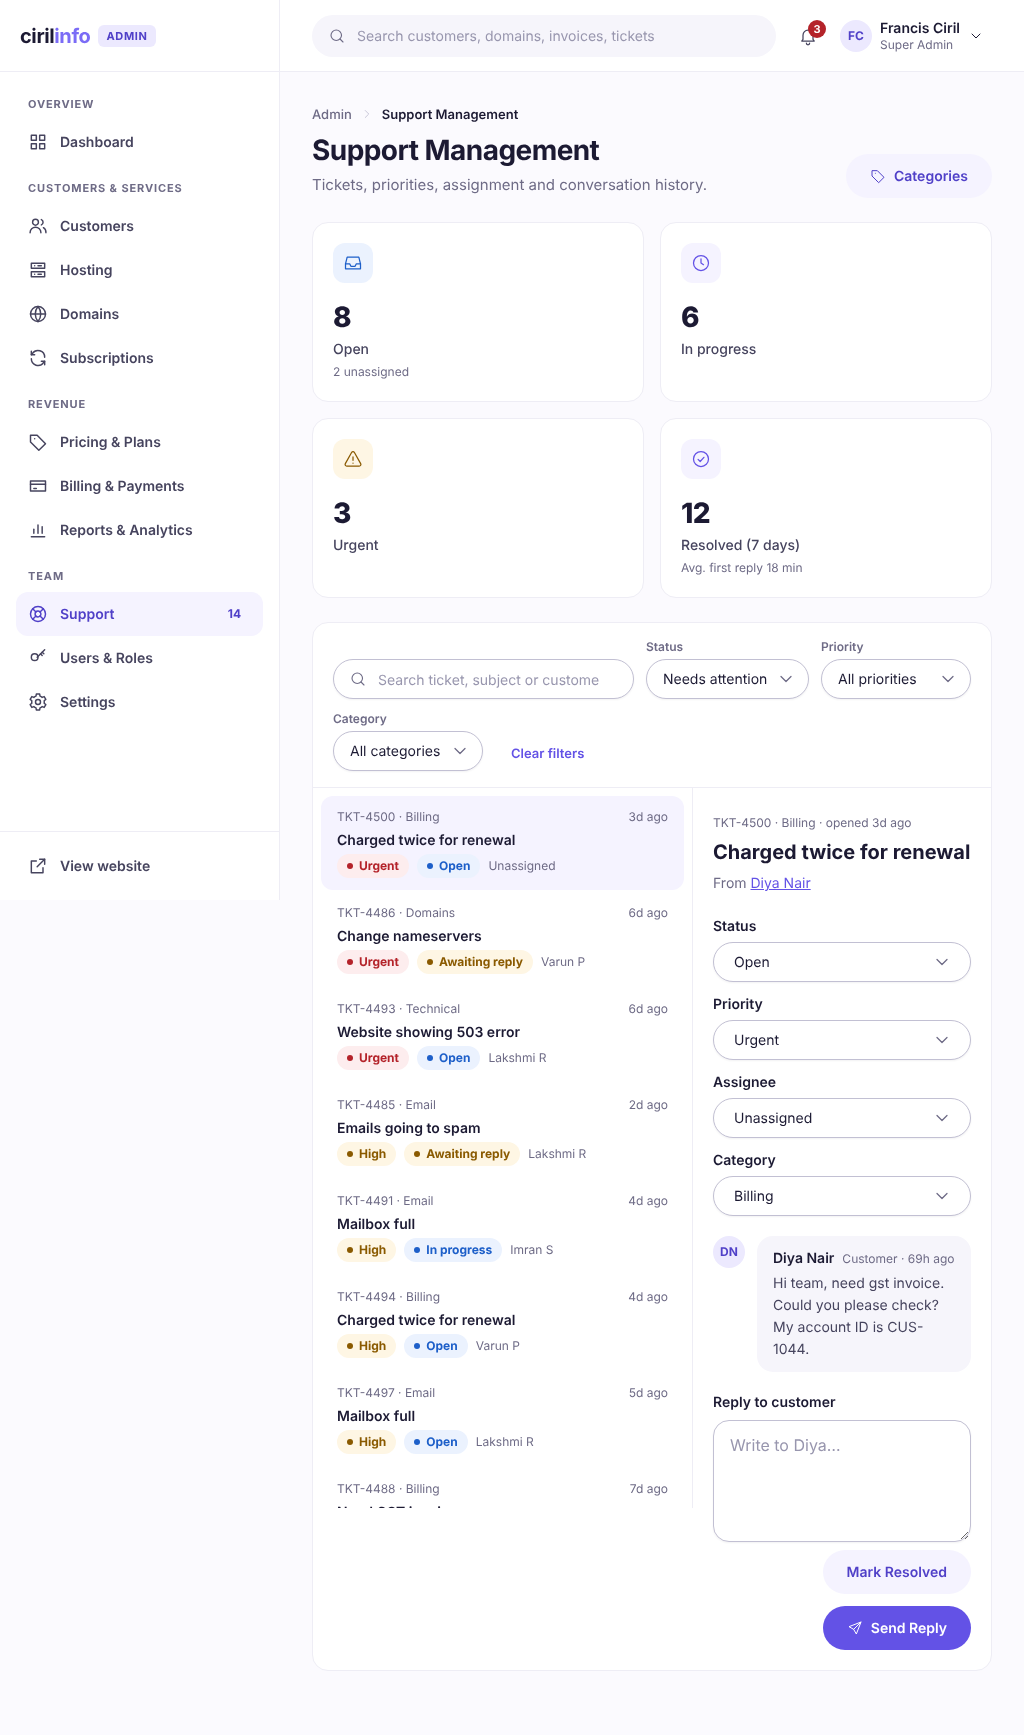 cirilinfo ADMIN
Search customers, domains, invoices, tickets
3
FC
Francis Ciril
Super Admin
OVERVIEW
Dashboard
CUSTOMERS & SERVICES
Customers
Hosting
Domains
Subscriptions
REVENUE
Pricing & Plans
Billing & Payments
Reports & Analytics
TEAM
Support 14
Users & Roles
Settings
View website
Admin Support Management
Support Management
Tickets, priorities, assignment and conversation history.
Categories
8
Open
2 unassigned
6
In progress
3
Urgent
12
Resolved (7 days)
Avg. first reply 18 min
Search ticket, subject or custome
Status
Needs attention
Priority
All priorities
Category
All categories
Clear filters
TKT-4500 · Billing 3d ago
Charged twice for renewal
Urgent Open Unassigned
TKT-4486 · Domains 6d ago
Change nameservers
Urgent Awaiting reply Varun P
TKT-4493 · Technical 6d ago
Website showing 503 error
Urgent Open Lakshmi R
TKT-4485 · Email 2d ago
Emails going to spam
High Awaiting reply Lakshmi R
TKT-4491 · Email 4d ago
Mailbox full
High In progress Imran S
TKT-4494 · Billing 4d ago
Charged twice for renewal
High Open Varun P
TKT-4497 · Email 5d ago
Mailbox full
High Open Lakshmi R
TKT-4488 · Billing 7d ago
TKT-4500 · Billing · opened 3d ago
Charged twice for renewal
From Diya Nair
Status
Open
Priority
Urgent
Assignee
Unassigned
Category
Billing
DN
Diya Nair Customer · 69h ago
Hi team, need gst invoice.
Could you please check?
My account ID is CUS-
1044.
Reply to customer
Write to Diya...
Mark Resolved
Send Reply